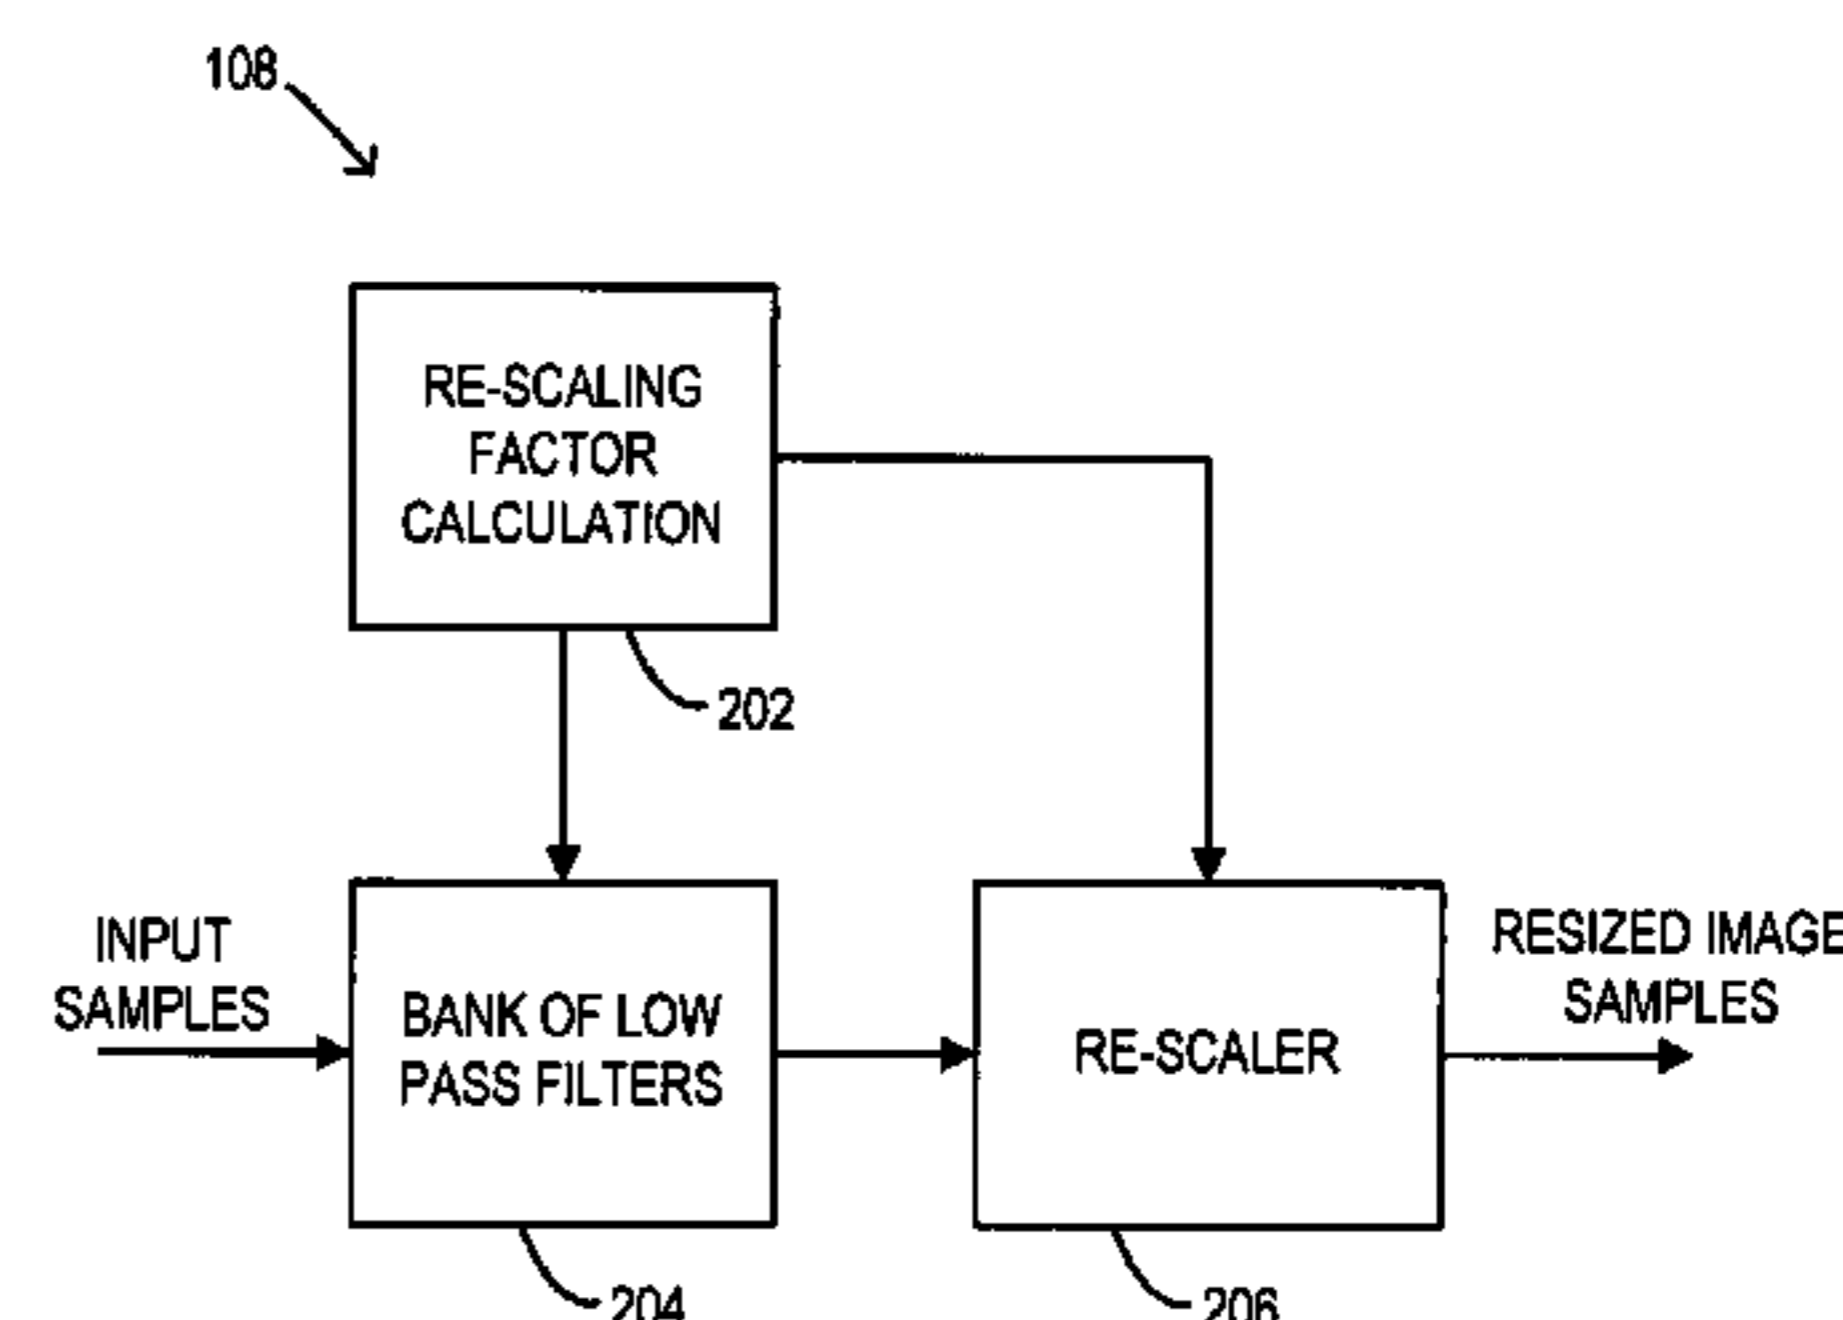 108
RE-SCALING
FACTOR
CALCULATION
202
INPUT
SAMPLES
BANK OF LOW
PASS FILTERS
RE-SCALER
RESIZED IMAGE
SAMPLES
204
206